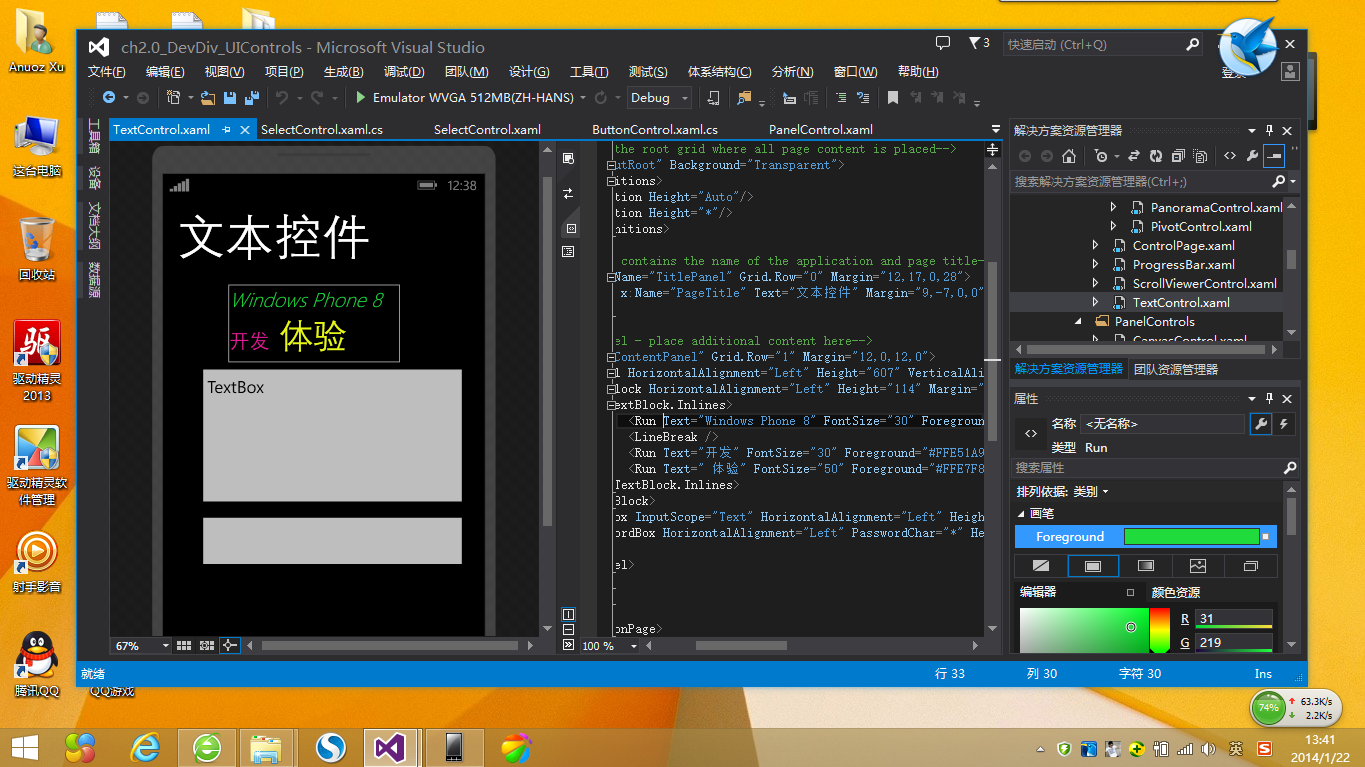 Anuoz Xu
这台电脑
回收站
驱动精灵
2013
驱动精灵软
件管理
射手影音
腾讯QQ
QQ游戏
ch2.0_DevDiv_UIControls - Microsoft Visual Studio
3
快速启动 (Ctrl+Q)
文件(F) 编辑(E) 视图(V) 项目(P) 生成(B) 调试(D) 团队(M) 设计(G) 工具(T) 测试(S) 体系结构(C) 分析(N) 窗口(W) 帮助(H)
Emulator WVGA 512MB(ZH-HANS) Debug
工具箱
设备
文档大纲
数据源
TextControl.xaml SelectControl.xaml.cs SelectControl.xaml ButtonControl.xaml.cs PanelControl.xaml
12:38
文本控件
Windows Phone 8
开发 体验
TextBox
67%
the root grid where all page content is placed-->
utRoot" Background="Transparent">
itions>
tion Height="Auto"/>
tion Height="*"/>
nitions>
contains the name of the application and page title-
Name="TitlePanel" Grid.Row="0" Margin="12,17,0,28">
x:Name="PageTitle" Text="文本控件" Margin="9,-7,0,0"
el - place additional content here-->
ContentPanel" Grid.Row="1" Margin="12,0,12,0">
l HorizontalAlignment="Left" Height="607" VerticalAli
lock HorizontalAlignment="Left" Height="114" Margin="
extBlock.Inlines>
<Run Text="Windows Phone 8" FontSize="30" Foregroun
<LineBreak />
<Run Text="开发" FontSize="30" Foreground="#FFE51A9
<Run Text=" 体验" FontSize="50" Foreground="#FFE7F8
TextBlock.Inlines>
Block>
ox InputScope="Text" HorizontalAlignment="Left" Heigh
ordBox HorizontalAlignment="Left" PasswordChar="*" He
el>
onPage>
100 %
解决方案资源管理器
搜索解决方案资源管理器(Ctrl+;)
PanoramaControl.xaml
PivotControl.xaml
ControlPage.xaml
ProgressBar.xaml
ScrollViewerControl.xaml
TextControl.xaml
PanelControls
CanvasControl.xaml
解决方案资源管理器 团队资源管理器
属性
名称 <无名称>
类型 Run
搜索属性
排列依据: 类别
画笔
Foreground
编辑器 颜色资源
R 31
G 219
就绪 行 33 列 30 字符 30 Ins
74% 63.3K/s
2.2K/s
英
13:41
2014/1/22